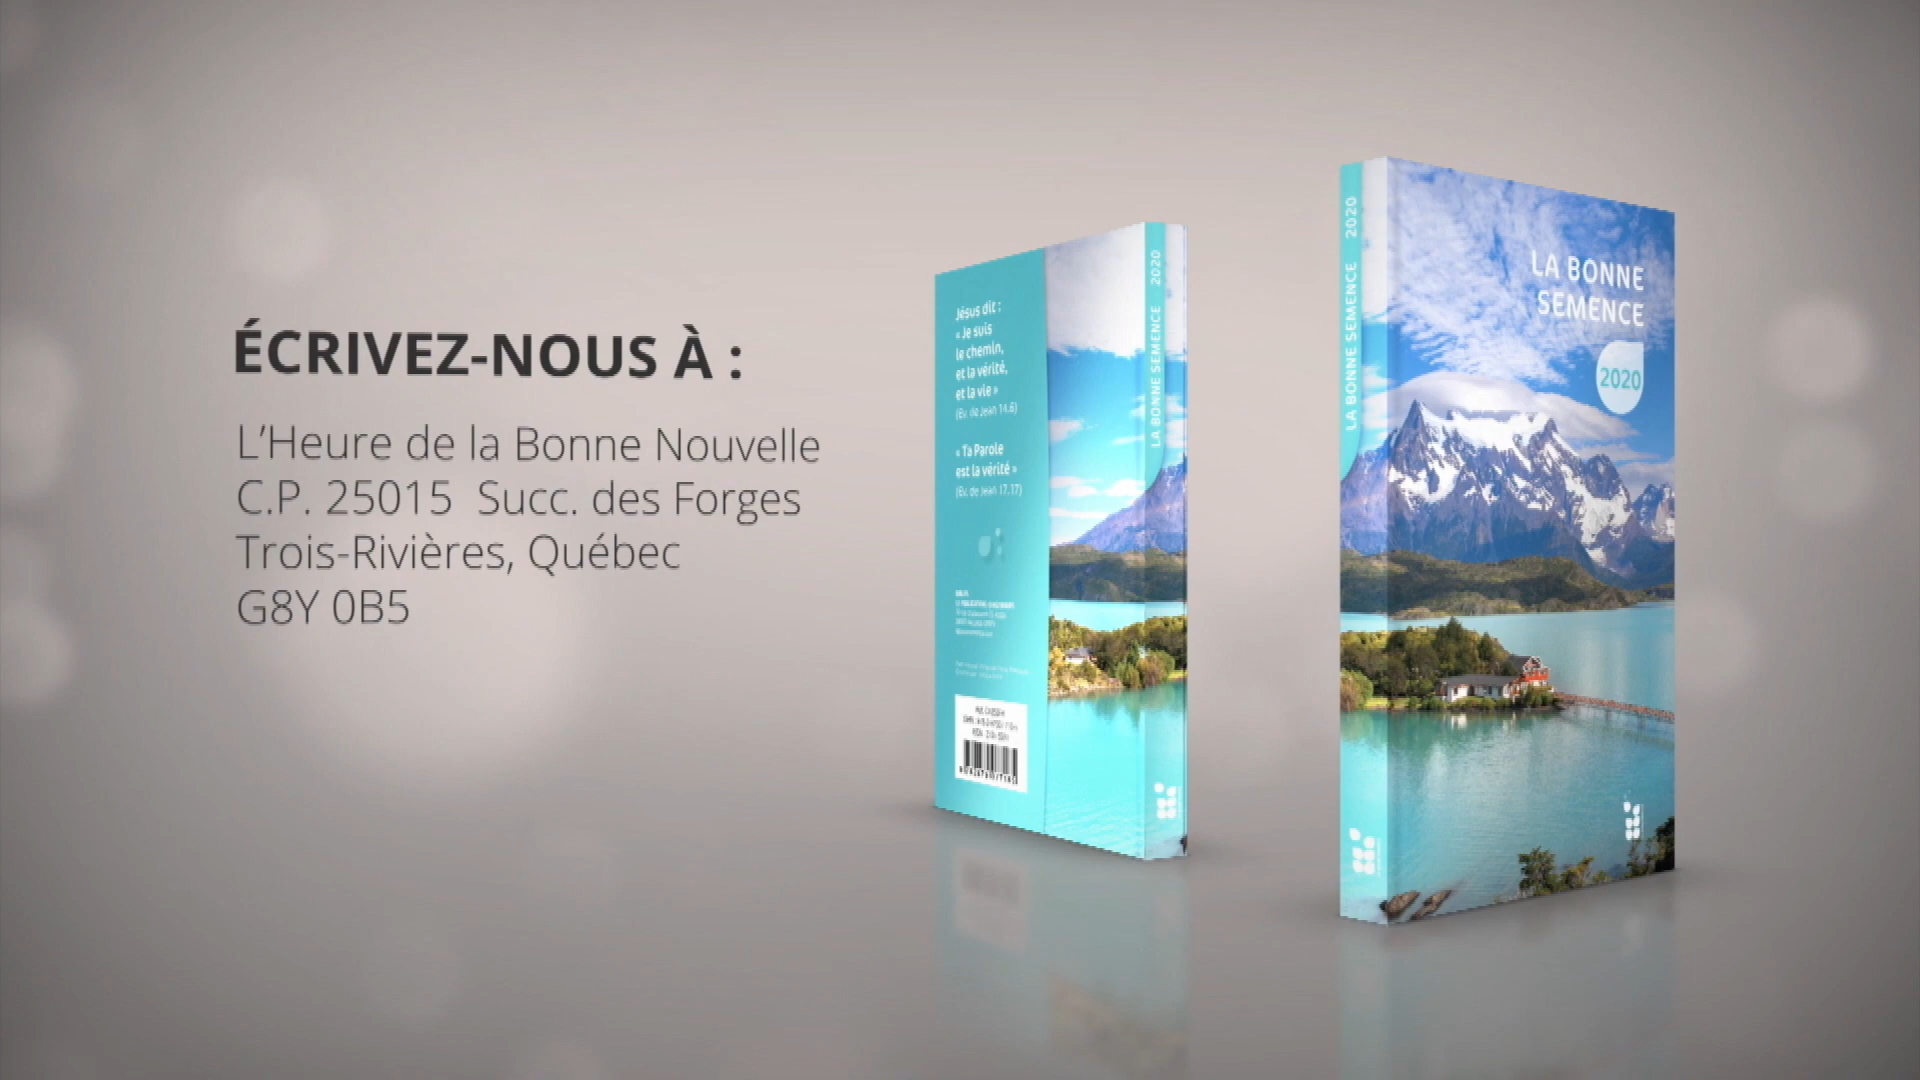 ÉCRIVEZ-NOUS À :
L’Heure de la Bonne Nouvelle
C.P. 25015 Succ. des Forges
Trois-Rivières, Québec
G8Y 0B5
Jésus dit :
« Je suis
le chemin,
et la vérité,
et la vie »
(Ev. de Jean 14.6)
« Ta Parole
est la vérité »
(Ev. de Jean 17.17)
LA BONNE SEMENCE 2020
LA BONNE SEMENCE 2020
LA BONNE
SEMENCE
2020